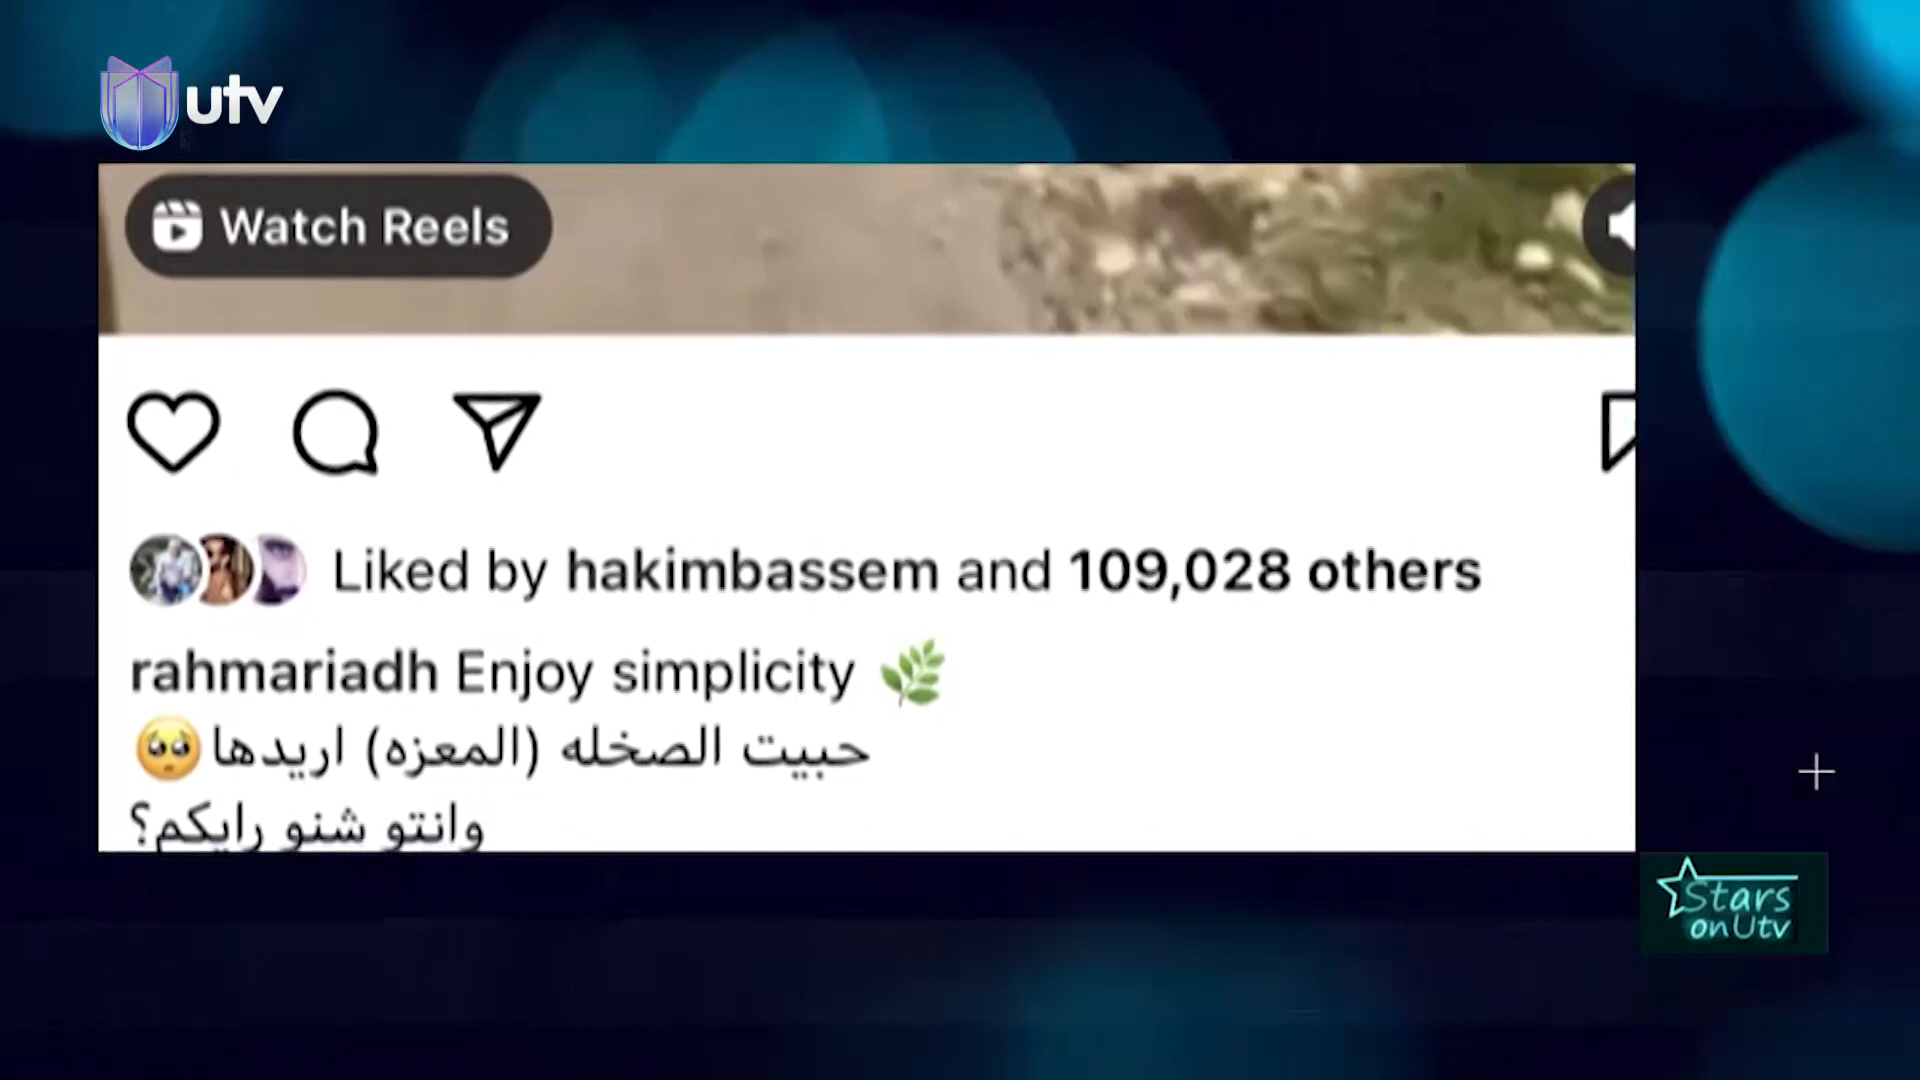 utv
Watch Reels
Liked by hakimbassem and 109,028 others
rahmariadh Enjoy simplicity 🌿
حبيت الصخله (المعزه) اريدها🥺
وانتو شنو رايكم؟
Stars
on Utv